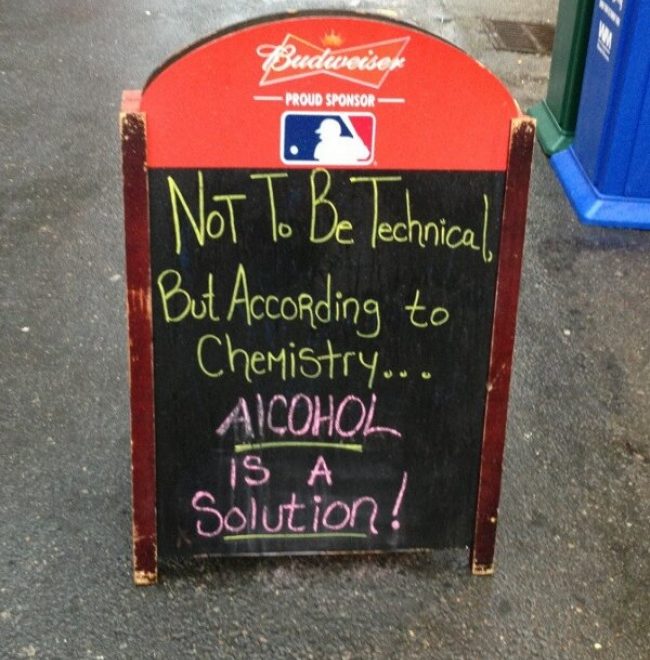 Budweiser
PROUD SPONSOR
NOT To Be Technical,
But According to
Chemistry...
AlCOHOL
IS A
Solution!